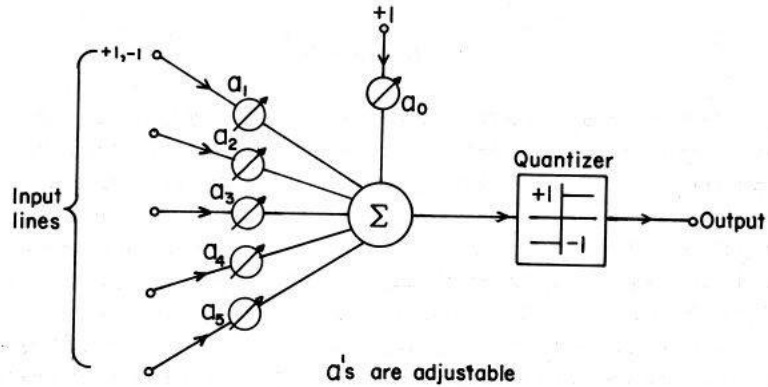 +1
+1,-1
a1
a0
a2
Quantizer
a3
Input
lines
Σ
+1
-1
Output
a4
a5
a's are adjustable